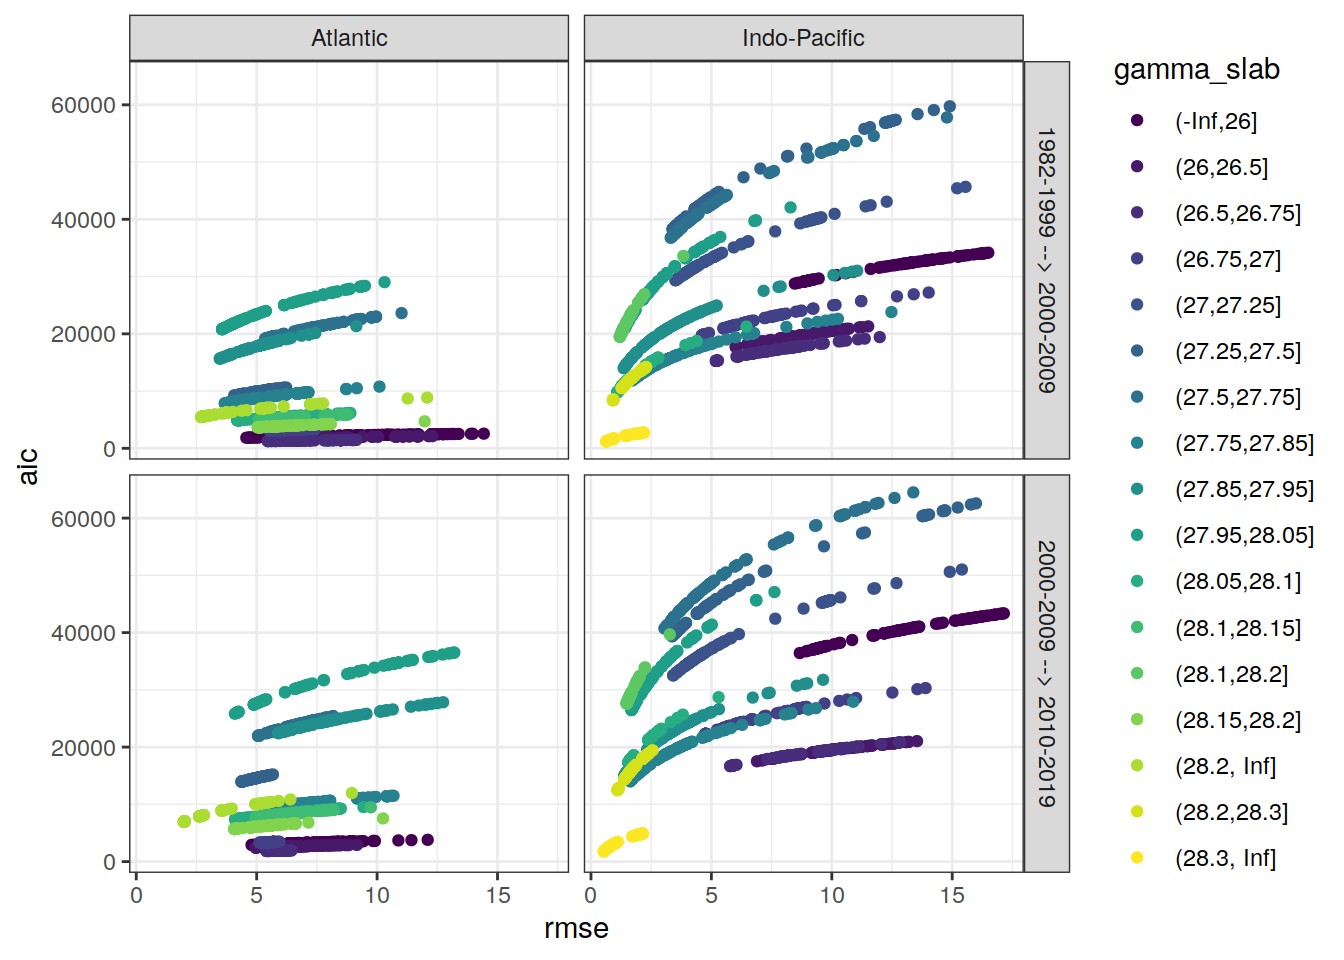 Atlantic
Indo-Pacific
gamma_slab
(-Inf,26]
(26,26.5]
(26.5,26.75]
(26.75,27]
(27,27.25]
(27.25,27.5]
(27.5,27.75]
(27.75,27.85]
(27.85,27.95]
(27.95,28.05]
(28.05,28.1]
(28.1,28.15]
(28.1,28.2]
(28.15,28.2]
(28.2, Inf]
(28.2,28.3]
(28.3, Inf]
1982-1999 --> 2000-2009
2000-2009 --> 2010-2019
aic
60000
40000
20000
0
60000
40000
20000
0
0 5 10 15
0 5 10 15
rmse